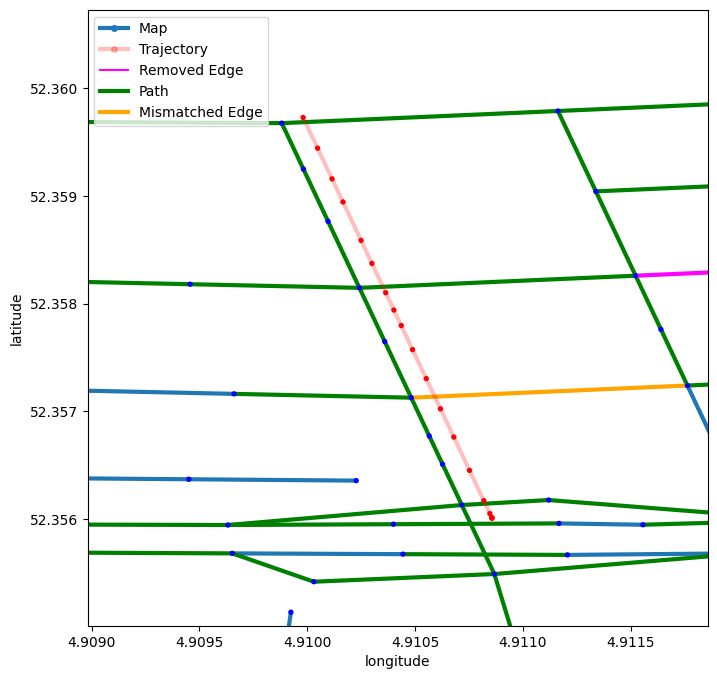 Map
Trajectory
Removed Edge
Path
Mismatched Edge
52.360
52.359
52.358
52.357
52.356
latitude
4.9090
4.9095
4.9100
4.9105
4.9110
4.9115
longitude